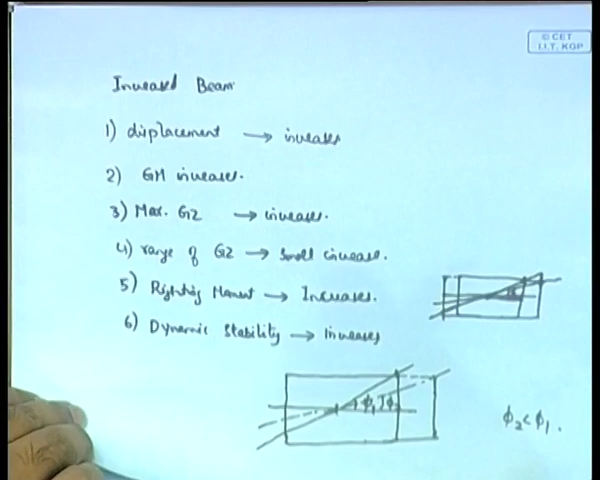 © CET
I.I.T. KGP
Increased Beam
1) displacement → increases
2) GM increases.
3) Max. GZ → increases.
4) range of GZ → small increase.
5) Righting Moment → Increases.
6) Dynamic Stability → Increases
ϕ₁ ϕ₂
ϕ₂ < ϕ₁.